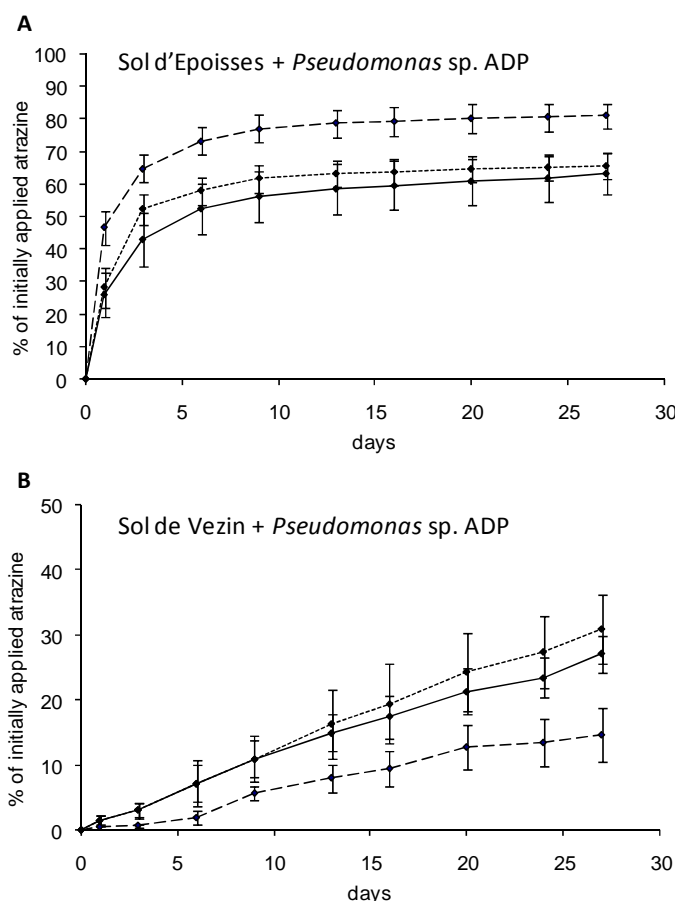 A
Sol d'Epoisses + Pseudomonas sp. ADP
% of initially applied atrazine
100
90
80
70
60
50
40
30
20
10
0
0 5 10 15 20 25 30
days
B
Sol de Vezin + Pseudomonas sp. ADP
% of initially applied atrazine
50
40
30
20
10
0
0 5 10 15 20 25 30
days